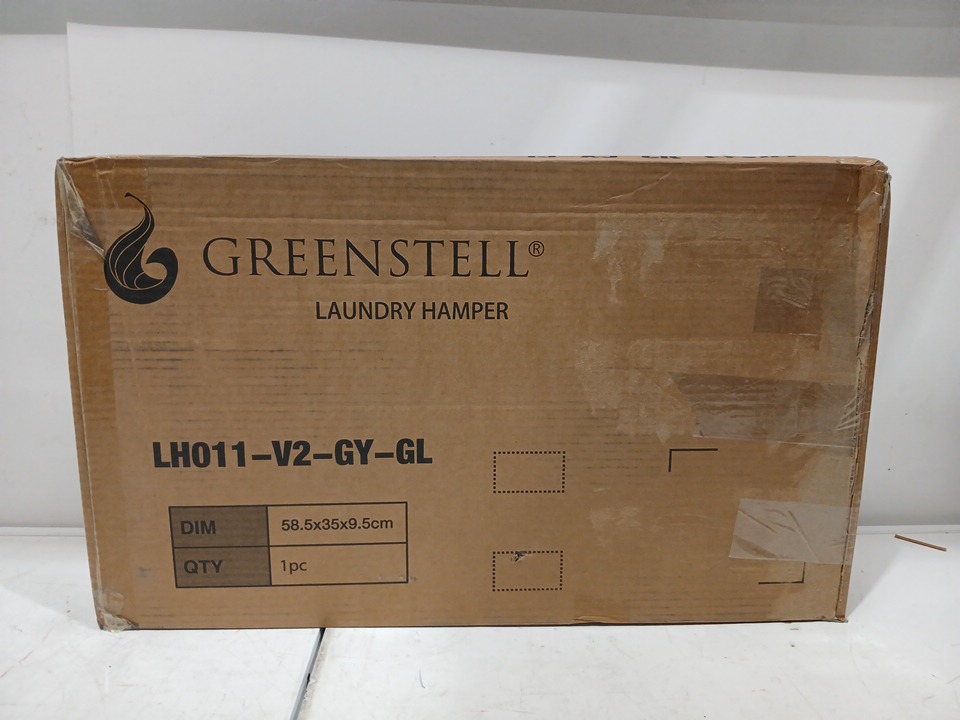 GREENSTELL®
LAUNDRY HAMPER
LH011-V2-GY-GL
DIM 58.5x35x9.5cm
QTY 1pc